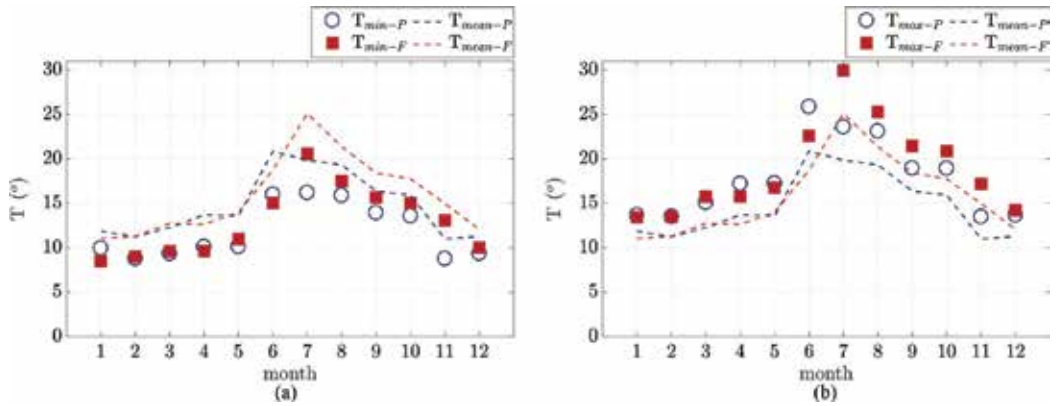 T_min-P T_mean-P
T_min-F T_mean-F
30
25
20
15
10
5
0
T (°)
1 2 3 4 5 6 7 8 9 10 11 12
month
(a)
T_max-P T_mean-P
T_max-F T_mean-F
30
25
20
15
10
5
0
T (°)
1 2 3 4 5 6 7 8 9 10 11 12
month
(b)